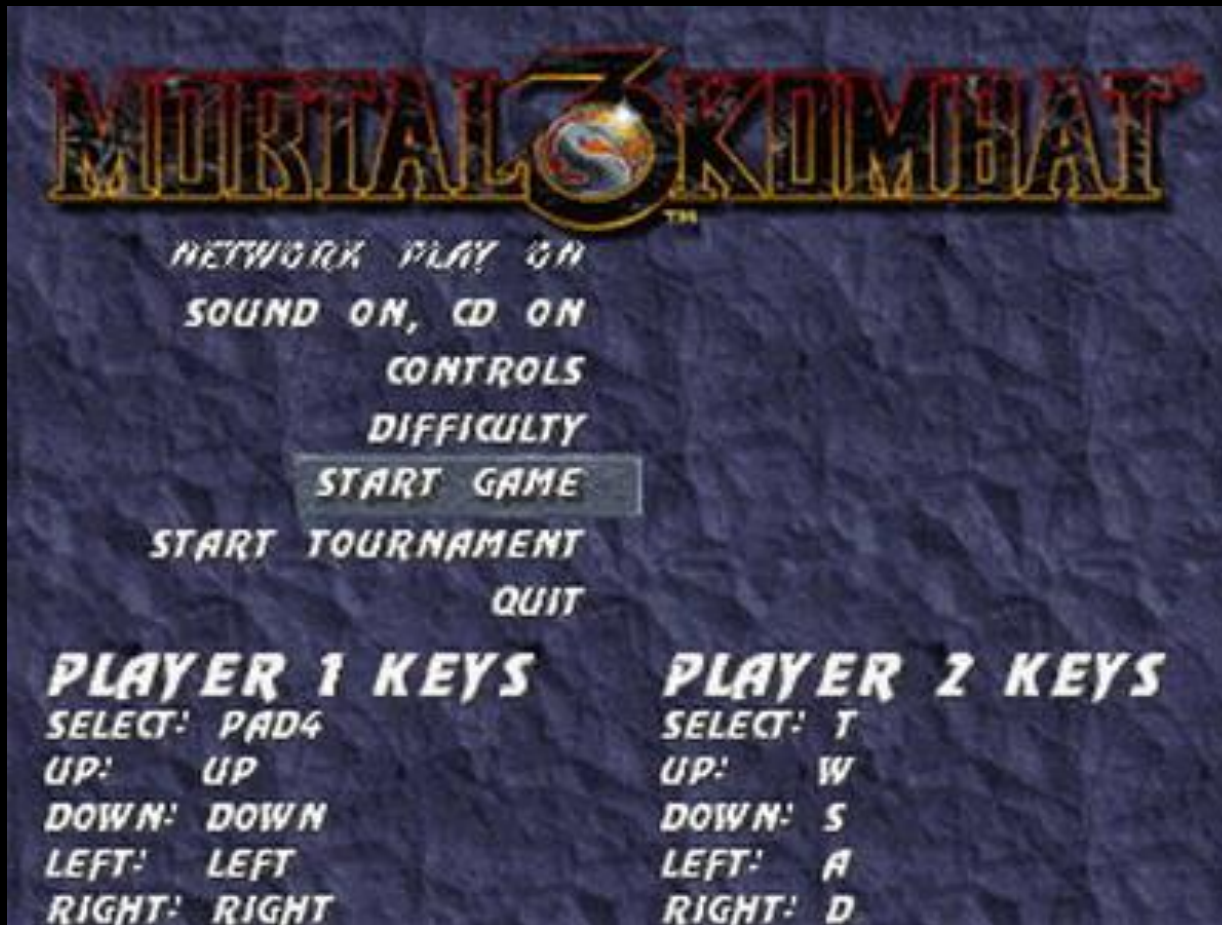 MORTAL 3 KOMBAT
TM
NETWORK PLAY ON
SOUND ON, CD ON
CONTROLS
DIFFICULTY
START GAME
START TOURNAMENT
QUIT
PLAYER 1 KEYS
SELECT: PAD4
UP: UP
DOWN: DOWN
LEFT: LEFT
RIGHT: RIGHT
PLAYER 2 KEYS
SELECT: T
UP: W
DOWN: S
LEFT: A
RIGHT: D